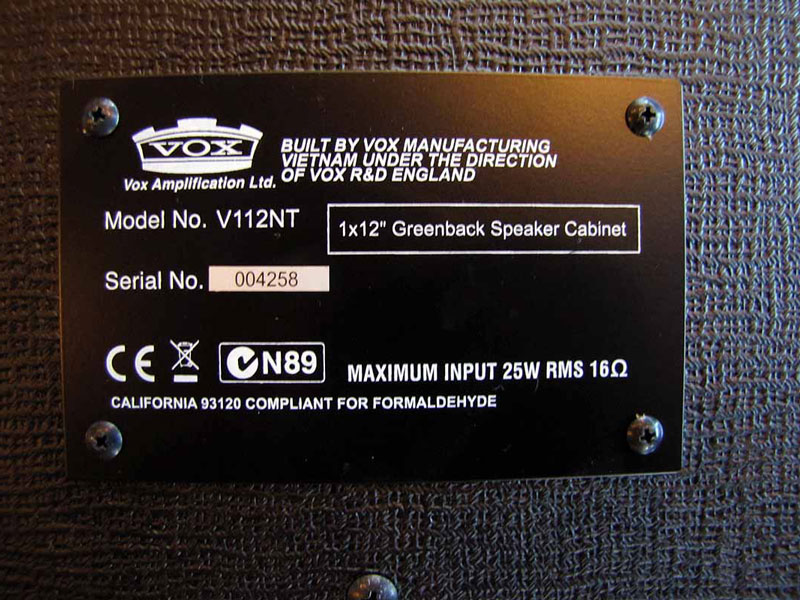 VOX
Vox Amplification Ltd.
BUILT BY VOX MANUFACTURING
VIETNAM UNDER THE DIRECTION
OF VOX R&D ENGLAND
Model No. V112NT
1x12" Greenback Speaker Cabinet
Serial No. 004258
CE
N89
MAXIMUM INPUT 25W RMS 16Ω
CALIFORNIA 93120 COMPLIANT FOR FORMALDEHYDE